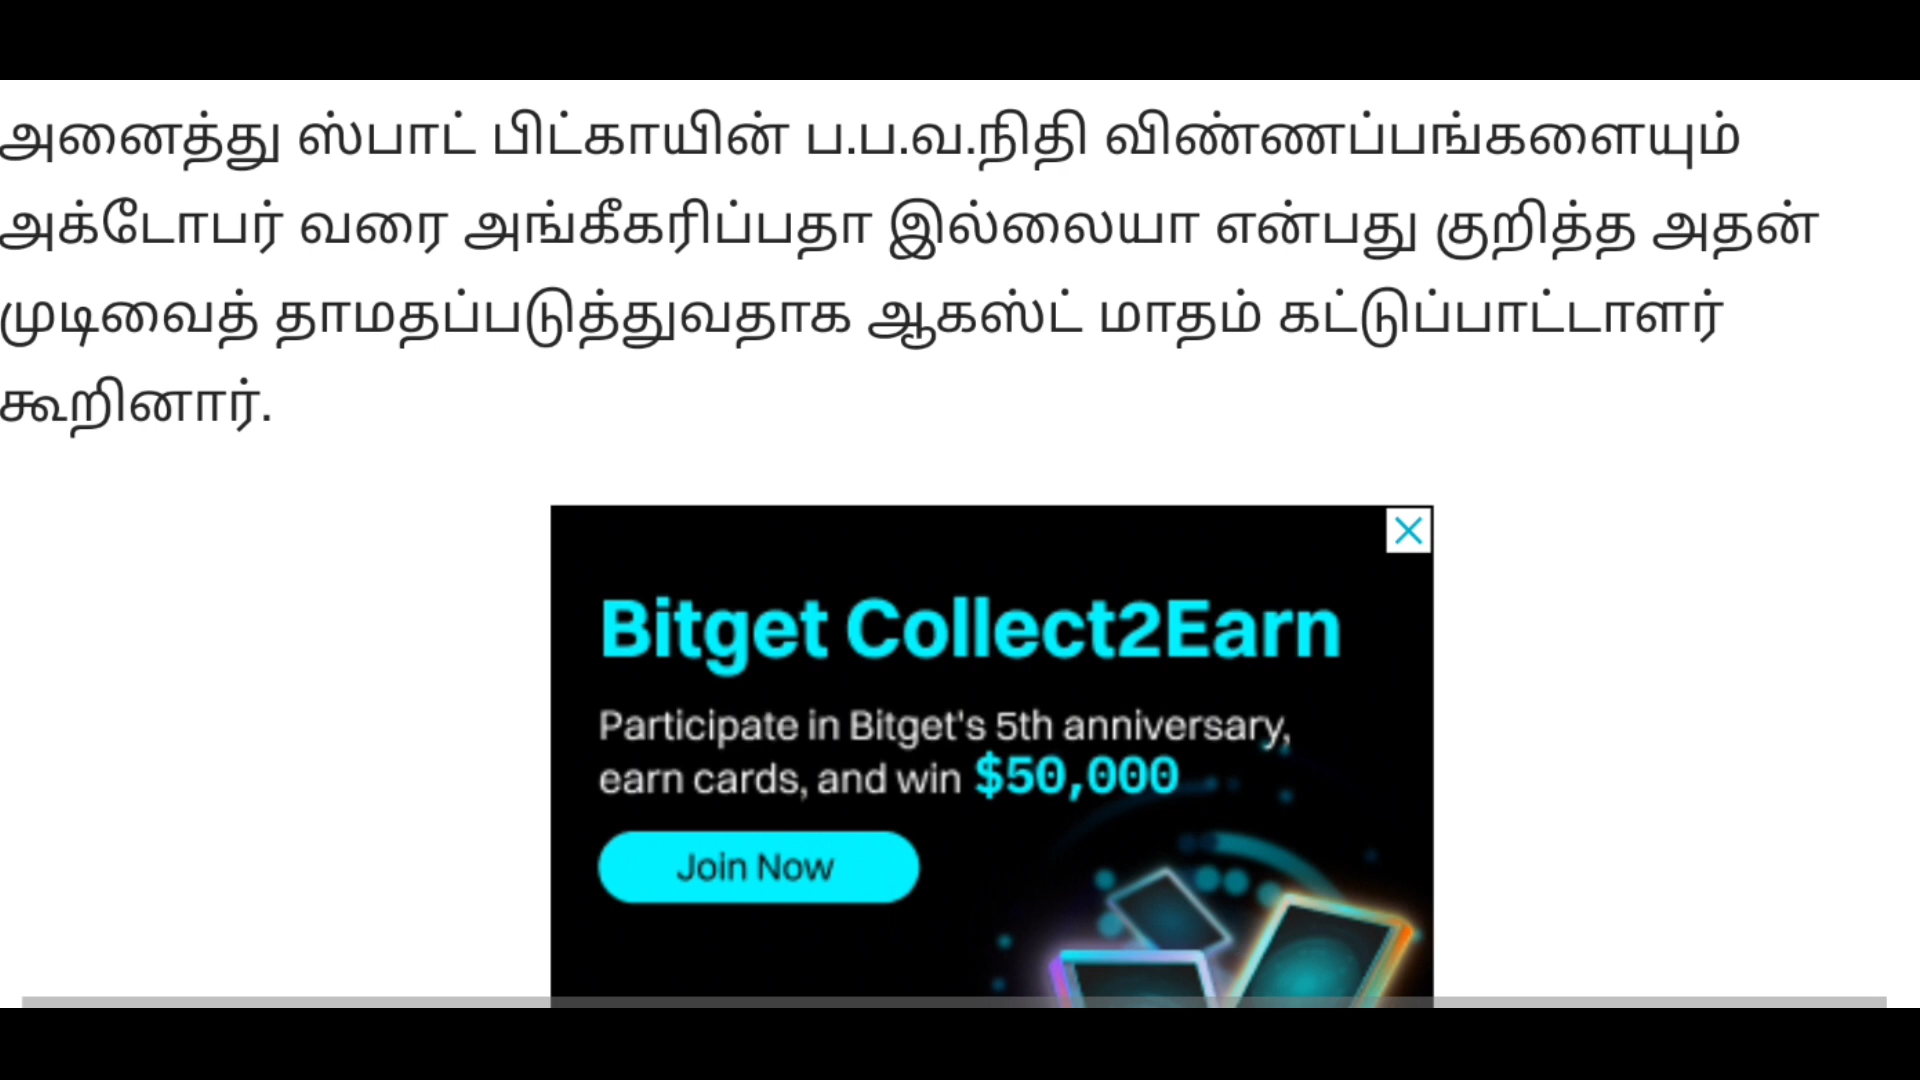 அனைத்து ஸ்பாட் பிட்காயின் ப.ப.வ.நிதி விண்ணப்பங்களையும்
அக்டோபர் வரை அங்கீகரிப்பதா இல்லையா என்பது குறித்த அதன்
முடிவைத் தாமதப்படுத்துவதாக ஆகஸ்ட் மாதம் கட்டுப்பாட்டாளர்
கூறினார்.
Bitget Collect2Earn
Participate in Bitget's 5th anniversary,
earn cards, and win $50,000
Join Now